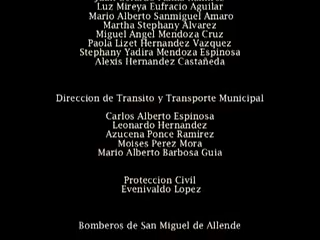 Luz Mireya Eufracio Aguilar
Mario Alberto Sanmiguel Amaro
Martha Stephany Alvarez
Miguel Angel Mendoza Cruz
Paola Lizet Hernandez Vazquez
Stephany Yadira Mendoza Espinosa
Alexis Hernandez Castañeda
Direccion de Transito y Transporte Municipal
Carlos Alberto Espinosa
Leonardo Hernandez
Azucena Ponce Ramirez
Moises Perez Mora
Mario Alberto Barbosa Guia
Proteccion Civil
Evenivaldo Lopez
Bomberos de San Miguel de Allende